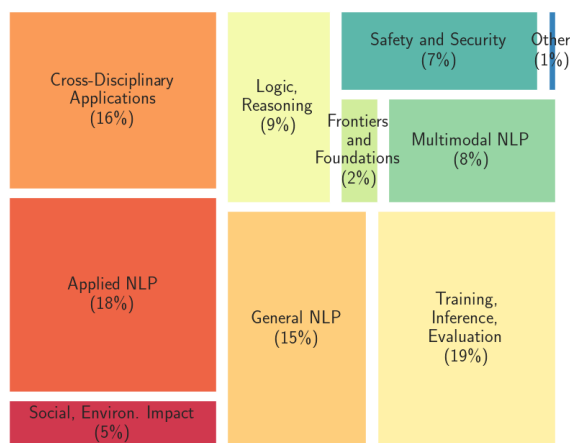 Cross-Disciplinary
Applications
(16%)
Logic,
Reasoning
(9%)
Safety and Security
(7%)
Other
(1%)
Frontiers
and
Foundations
(2%)
Multimodal NLP
(8%)
Applied NLP
(18%)
General NLP
(15%)
Training,
Inference,
Evaluation
(19%)
Social, Environ. Impact
(5%)